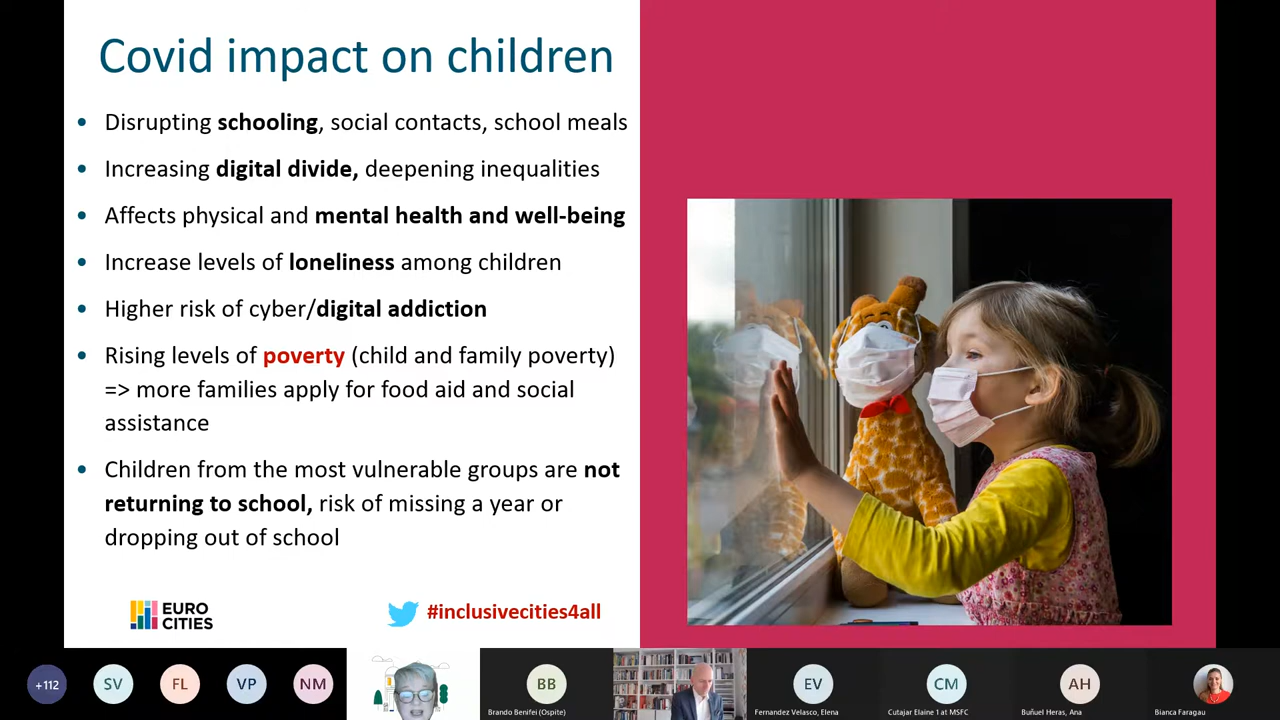 Covid impact on children
• Disrupting schooling, social contacts, school meals
• Increasing digital divide, deepening inequalities
• Affects physical and mental health and well-being
• Increase levels of loneliness among children
• Higher risk of cyber/digital addiction
• Rising levels of poverty (child and family poverty)
=> more families apply for food aid and social
assistance
• Children from the most vulnerable groups are not
returning to school, risk of missing a year or
dropping out of school
EURO
CITIES
#inclusivecities4all
+112
SV
FL
VP
NM
BB
Brando Benifei (Ospite)
EV
Fernandez Velasco, Elena
CM
Cutajar Elaine 1 at MSFC
AH
Buñuel Heras, Ana
Bianca Faragau